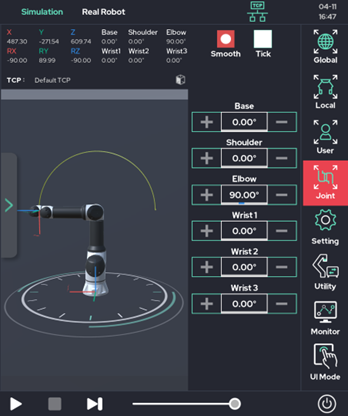 Simulation Real Robot TCP 04-11
16:47
X Y Z Base Shoulder Elbow
487.30 -271.54 609.74 0.00° 0.00° 90.00°
RX RY RZ Wrist1 Wrist2 Wrist3
-90.00 89.99 -90.00 0.00° 0.00° 0.00°
TCP : Default TCP
Smooth Tick
Base
+ 0.00° −
Shoulder
+ 0.00° −
Elbow
+ 90.00° −
Wrist 1
+ 0.00° −
Wrist 2
+ 0.00° −
Wrist 3
+ 0.00° −
Global
Local
User
Joint
Setting
Utility
Monitor
UI Mode